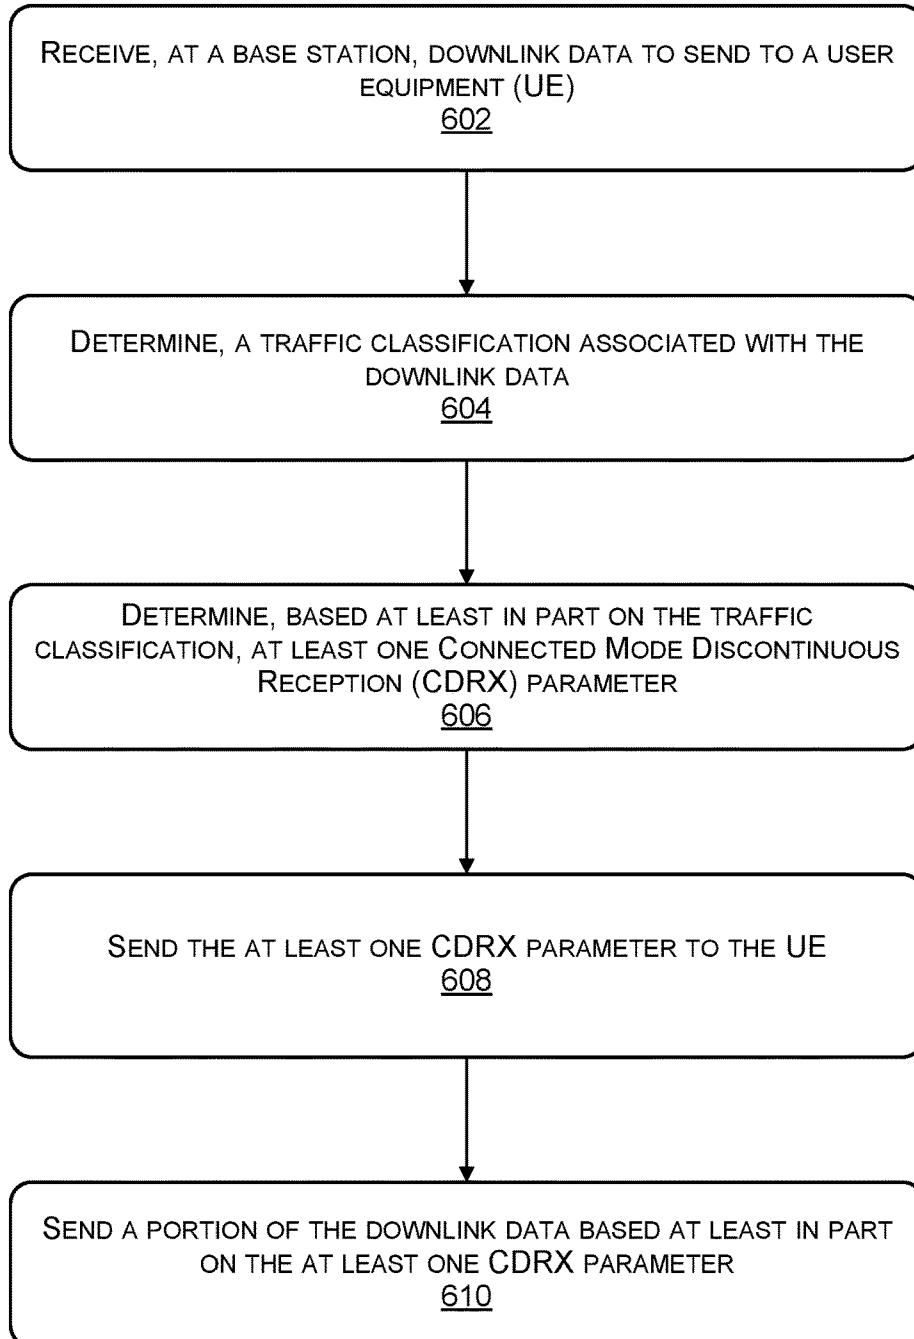 RECEIVE, AT A BASE STATION, DOWNLINK DATA TO SEND TO A USER
EQUIPMENT (UE)
602
DETERMINE, A TRAFFIC CLASSIFICATION ASSOCIATED WITH THE
DOWNLINK DATA
604
DETERMINE, BASED AT LEAST IN PART ON THE TRAFFIC
CLASSIFICATION, AT LEAST ONE CONNECTED MODE DISCONTINUOUS
RECEPTION (CDRX) PARAMETER
606
SEND THE AT LEAST ONE CDRX PARAMETER TO THE UE
608
SEND A PORTION OF THE DOWNLINK DATA BASED AT LEAST IN PART
ON THE AT LEAST ONE CDRX PARAMETER
610